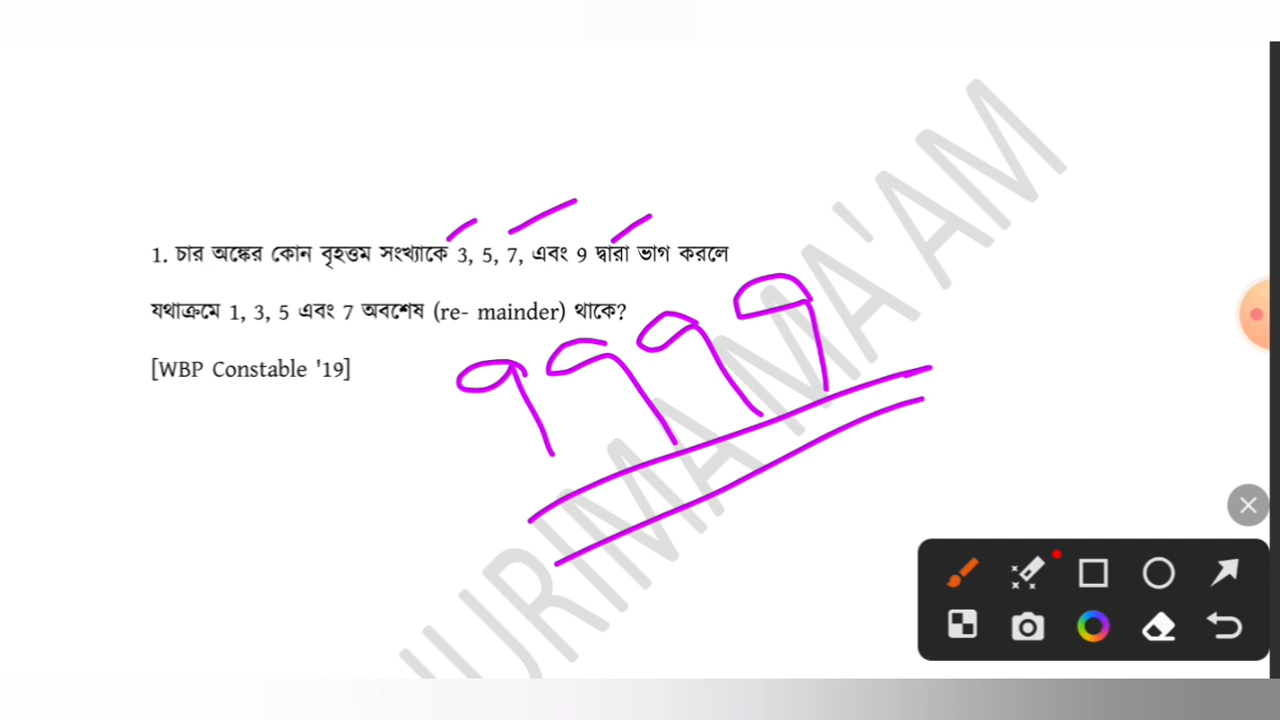 1. চার অঙ্কের কোন বৃহত্তম সংখ্যাকে 3, 5, 7, এবং 9 দ্বারা ভাগ করলে
যথাক্রমে 1, 3, 5 এবং 7 অবশেষ (re- mainder) থাকে?
[WBP Constable '19]
9999
URIMA MA'AM